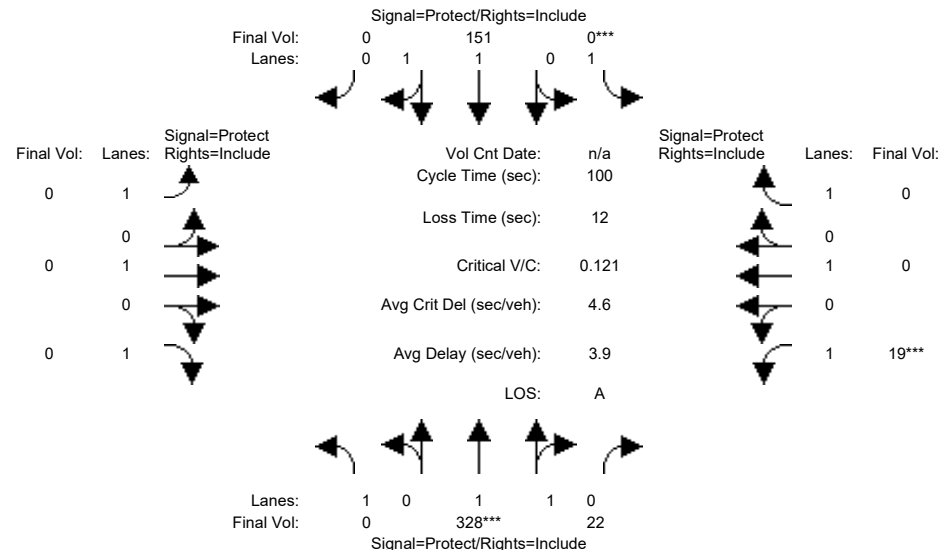 Signal=Protect/Rights=Include
Final Vol: 0 151 0***
Lanes: 0 1 1 0 1
Signal=Protect Signal=Protect
Final Vol: Lanes: Rights=Include Vol Cnt Date: n/a Rights=Include Lanes: Final Vol:
Cycle Time (sec): 100
0 1 1 0
Loss Time (sec): 12
0 0
0 1 Critical V/C: 0.121 1 0
0 Avg Crit Del (sec/veh): 4.6 0
0 1 Avg Delay (sec/veh): 3.9 1 19***
LOS: A
Lanes: 1 0 1 1 0
Final Vol: 0 328*** 22
Signal=Protect/Rights=Include